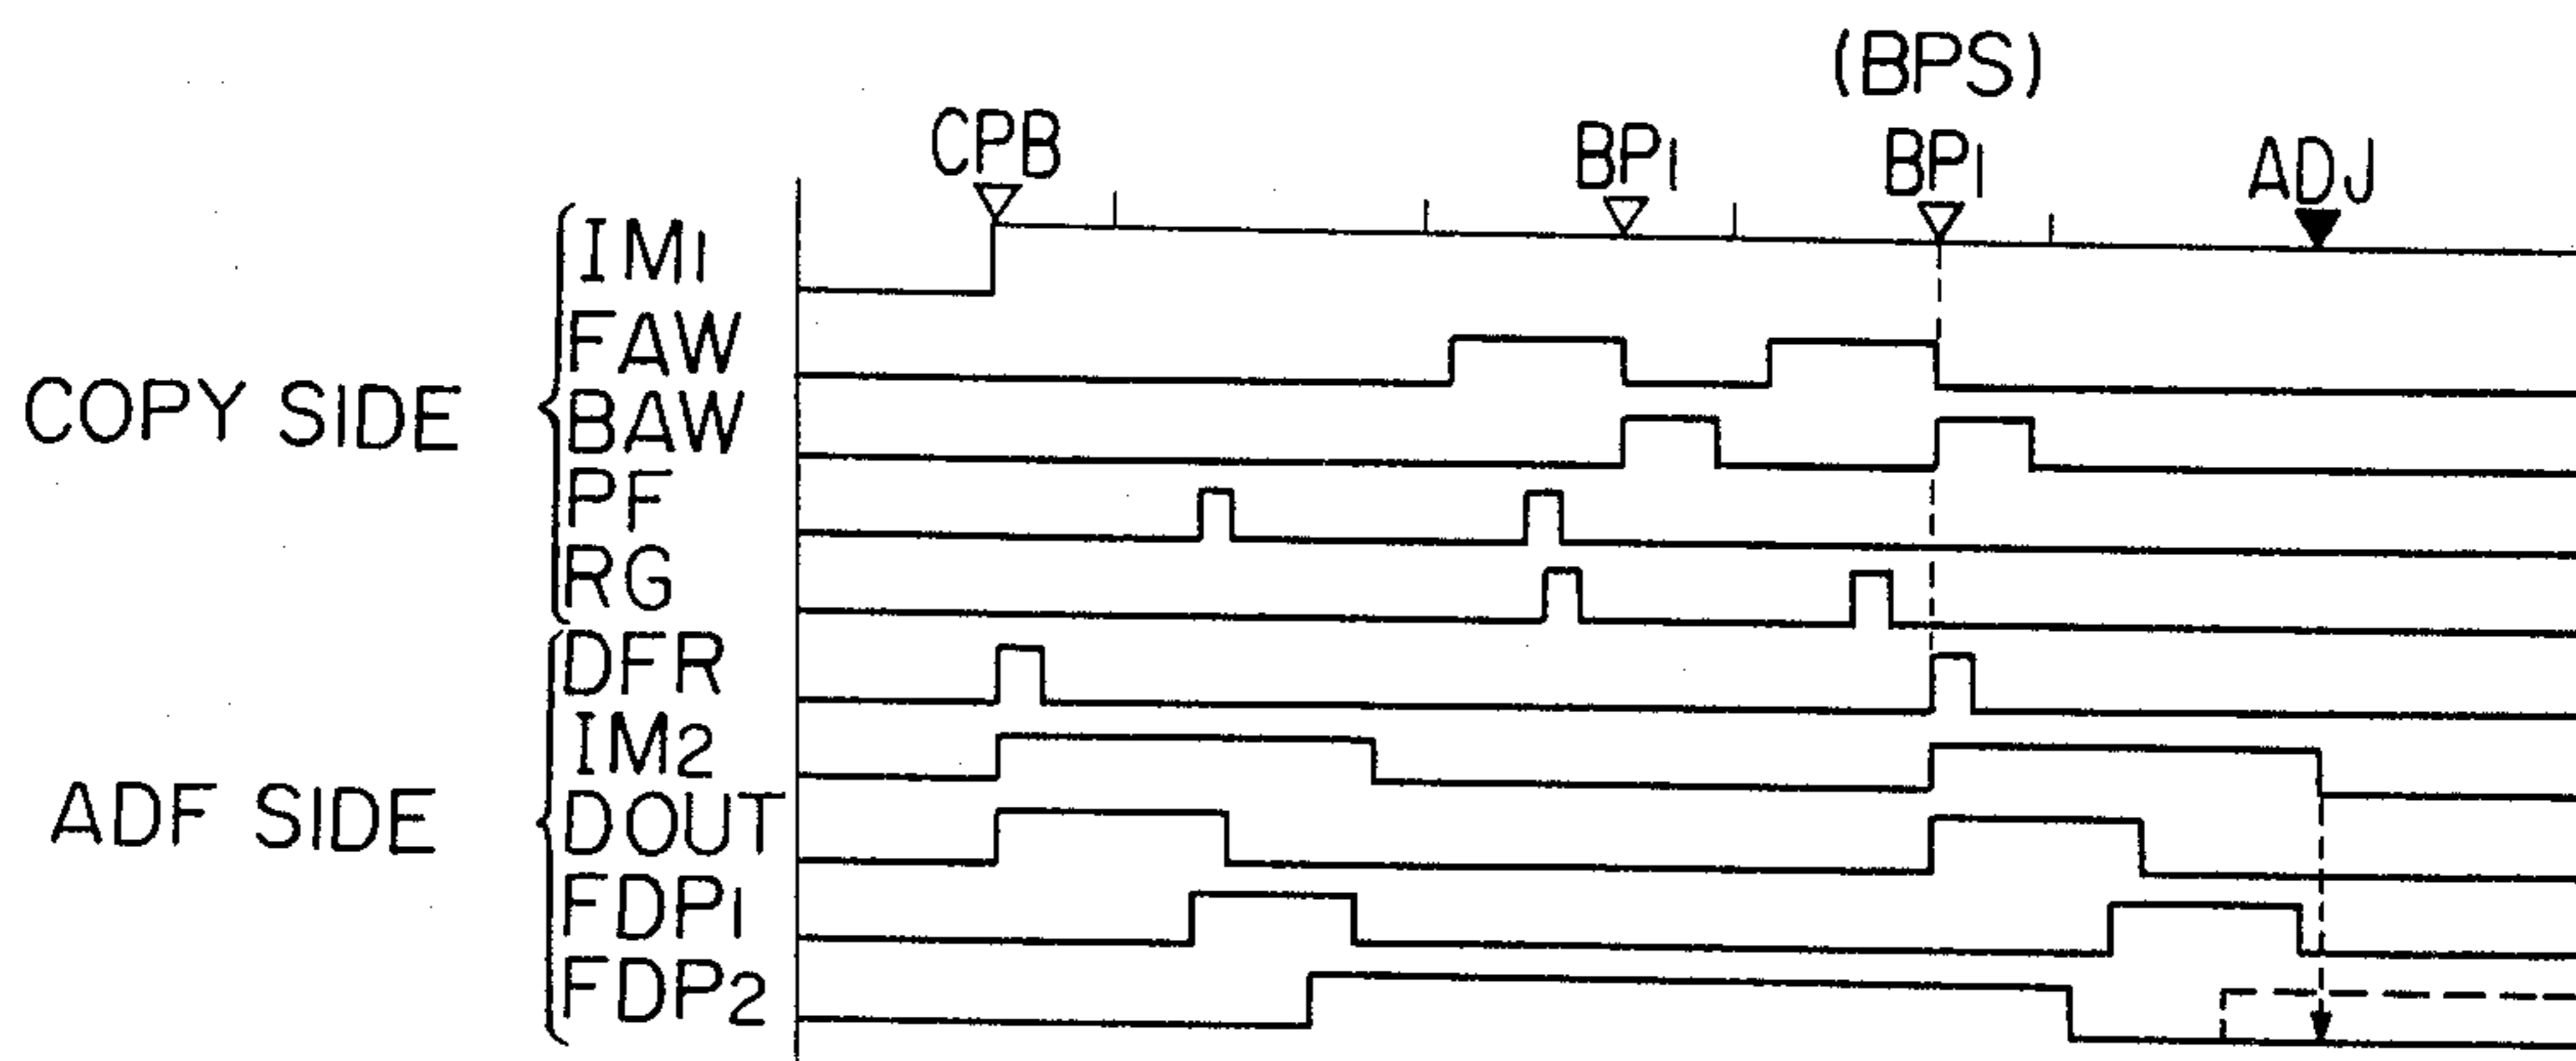 (BPS)
CPB BP1 BP1 ADJ
IM1
FAW
COPY SIDE BAW
PF
RG
DFR
IM2
ADF SIDE DOUT
FDP1
FDP2